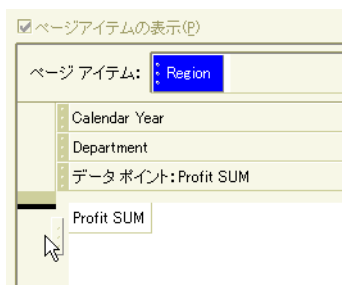 ページアイテムの表示(P)
ページ アイテム: Region
Calendar Year
Department
データ ポイント: Profit SUM
Profit SUM